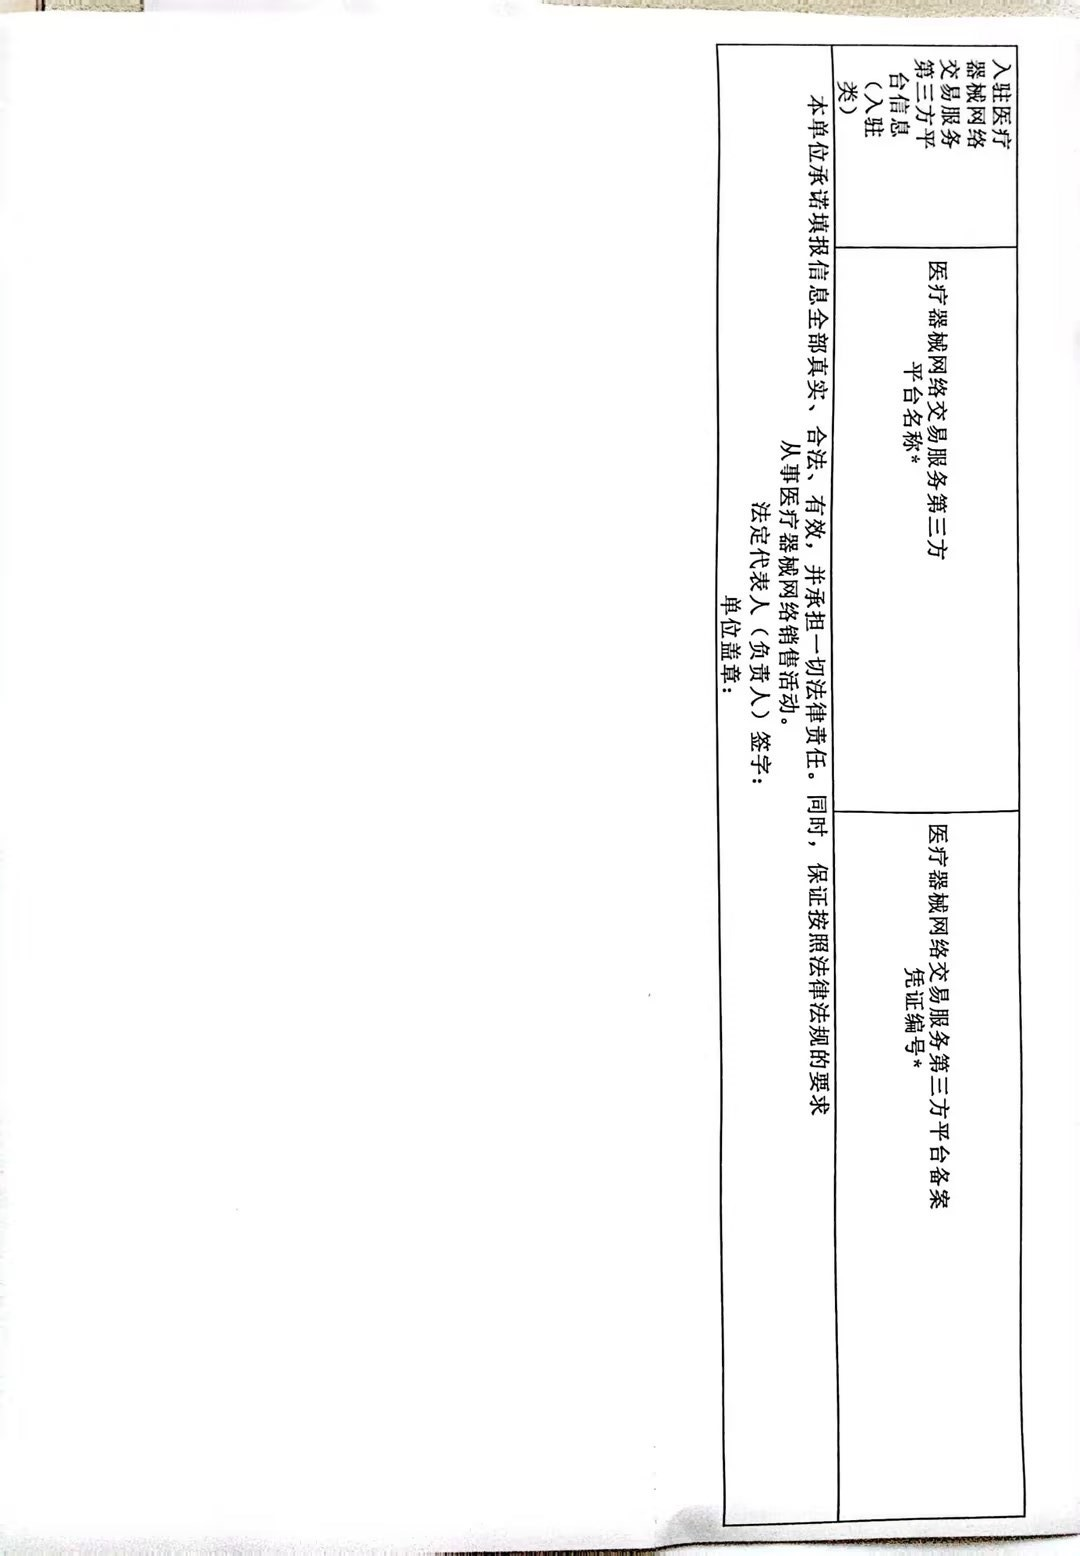 入驻医疗
器械网络
交易服务
第三方平
台信息
（入驻
类）
医疗器械网络交易服务第三方
平台名称*
医疗器械网络交易服务第三方平台备案
凭证编号*
本单位承诺填报信息全部真实、合法、有效，并承担一切法律责任。同时，保证按照法律法规的要求
从事医疗器械网络销售活动。
法定代表人（负责人）签字：
单位盖章：